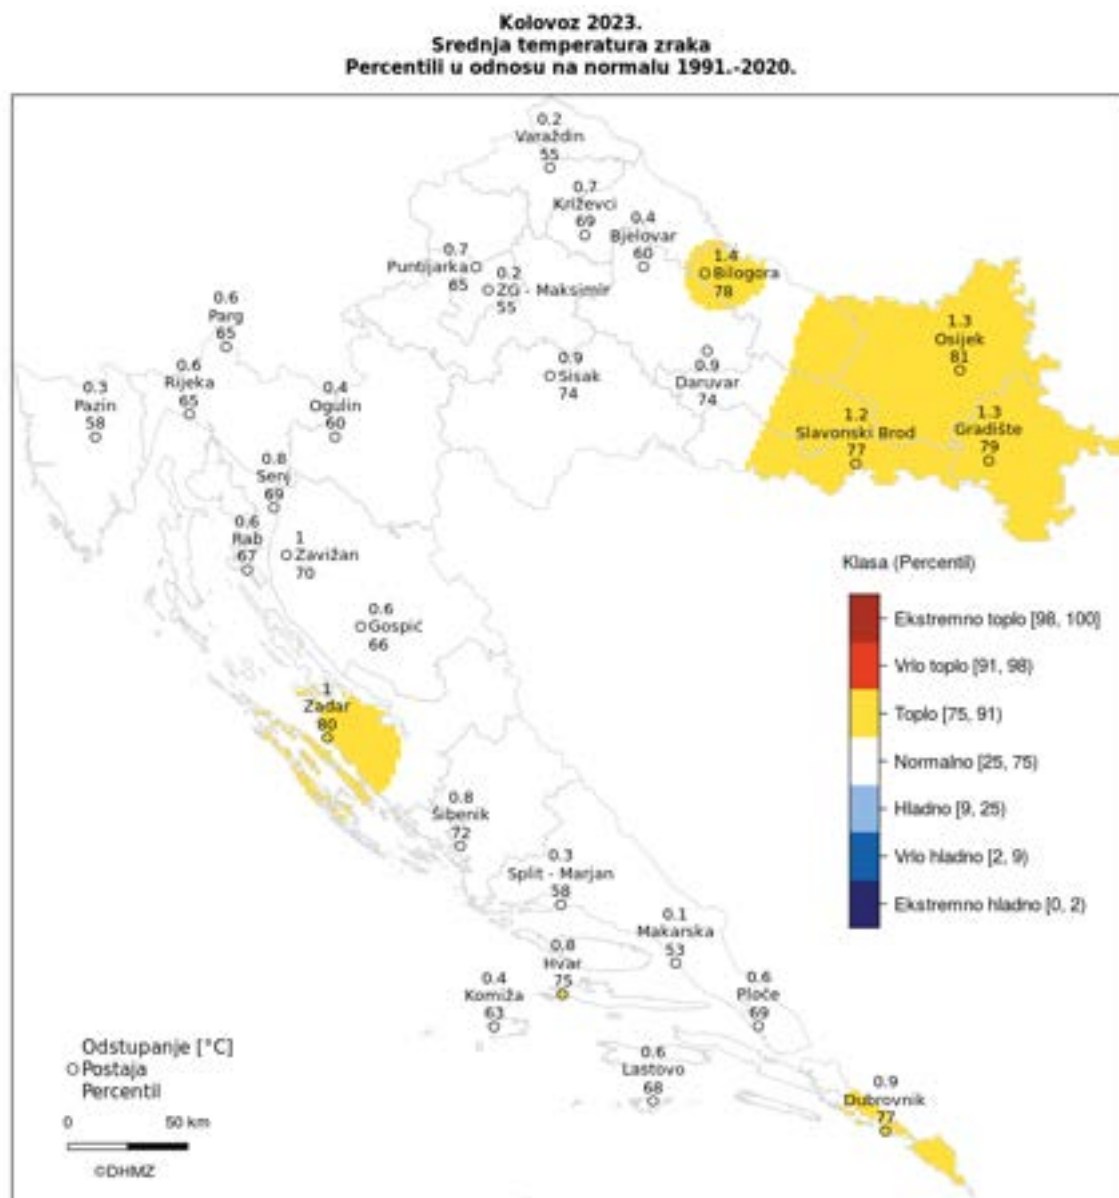 Kolovoz 2023.
Srednja temperatura zraka
Percentili u odnosu na normalu 1991.-2020.
0.2
Varaždin
55
0.7
Križevci
69
0.4
Bjelovar
60
0.7
Puntijarka
65
0.2
ZG - Maksimir
55
1.4
Bilogora
78
0.6
Parg
65
1.3
Osijek
81
0.6
Rijeka
65
0.9
Sisak
74
0.9
Daruvar
74
0.3
Pazin
58
0.4
Ogulin
60
1.2
Slavonski Brod
77
1.3
Gradište
79
0.8
Senj
69
0.6
Rab
67
1
Zavižan
70
0.6
Gospić
66
1
Zadar
80
0.8
Šibenik
72
0.3
Split - Marjan
58
0.1
Makarska
53
0.8
Hvar
75
0.4
Komiža
63
0.6
Ploče
69
0.6
Lastovo
68
0.9
Dubrovnik
77
Klasa (Percentil)
Ekstremno toplo [98, 100]
Vrlo toplo [91, 98)
Toplo [75, 91)
Normalno [25, 75)
Hladno [9, 25)
Vrlo hladno [2, 9)
Ekstremno hladno [0, 2)
Odstupanje [°C]
Postaja
Percentil
0 50 km
©DHMZ